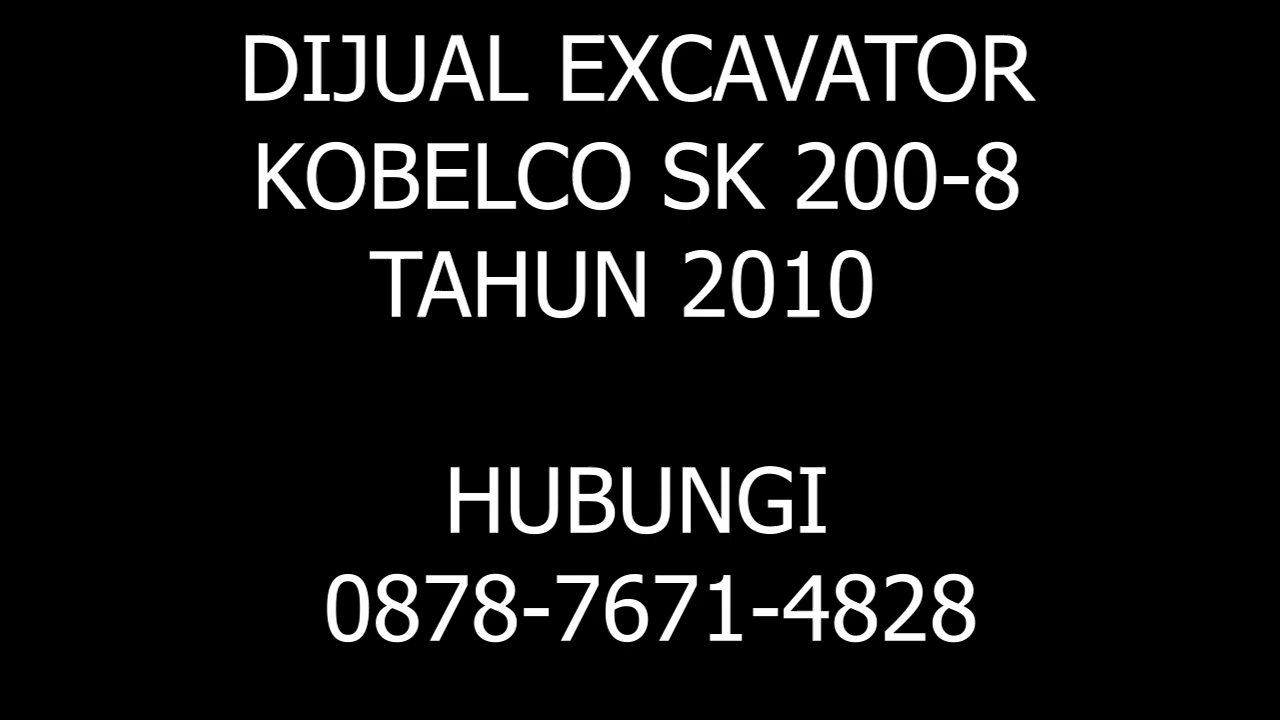 DIJUAL EXCAVATOR
KOBELCO SK 200-8
TAHUN 2010
HUBUNGI
0878-7671-4828